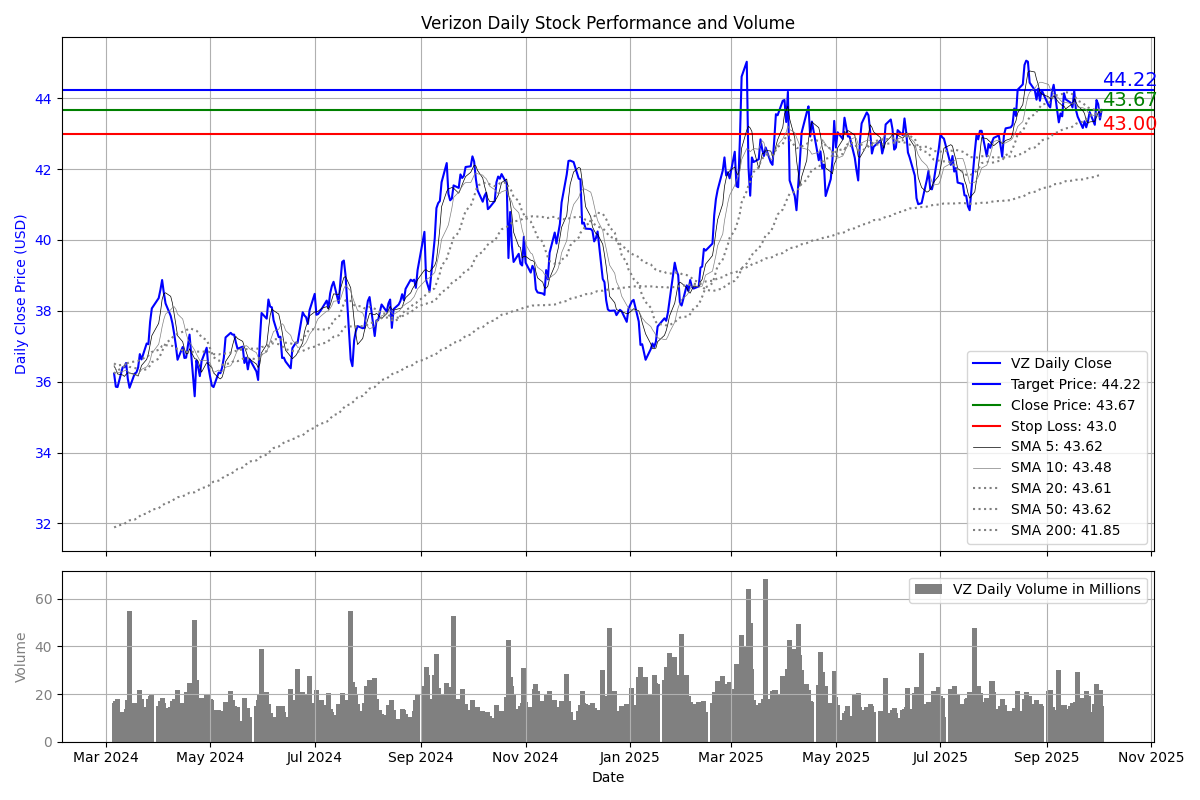 Verizon Daily Stock Performance and Volume
Daily Close Price (USD)
44
42
40
38
36
34
32
44.22
43.67
43.00
VZ Daily Close
Target Price: 44.22
Close Price: 43.67
Stop Loss: 43.0
SMA 5: 43.62
SMA 10: 43.48
SMA 20: 43.61
SMA 50: 43.62
SMA 200: 41.85
Volume
60
40
20
0
VZ Daily Volume in Millions
Mar 2024 May 2024 Jul 2024 Sep 2024 Nov 2024 Jan 2025 Mar 2025 May 2025 Jul 2025 Sep 2025 Nov 2025
Date